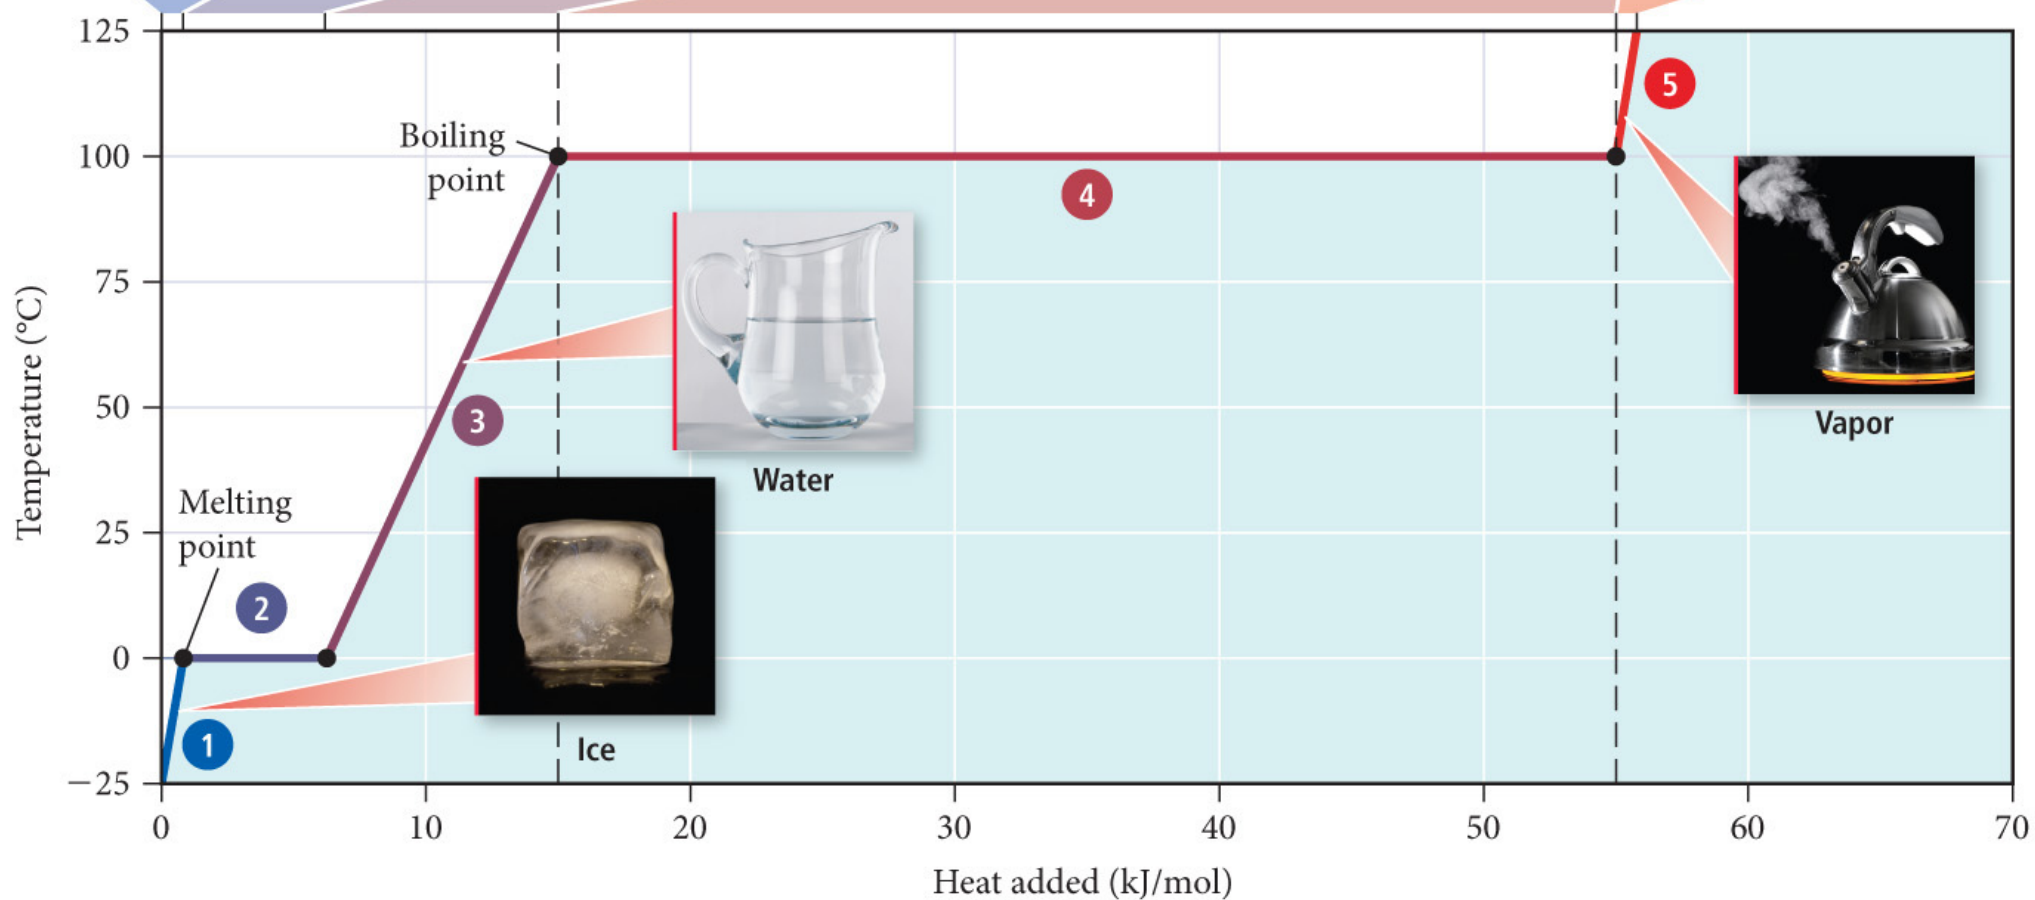 125
5
Boiling
point
100
4
75
Temperature (°C)
50
3
Vapor
Water
Melting
point
25
2
0
1
Ice
−25
0 10 20 30 40 50 60 70
Heat added (kJ/mol)